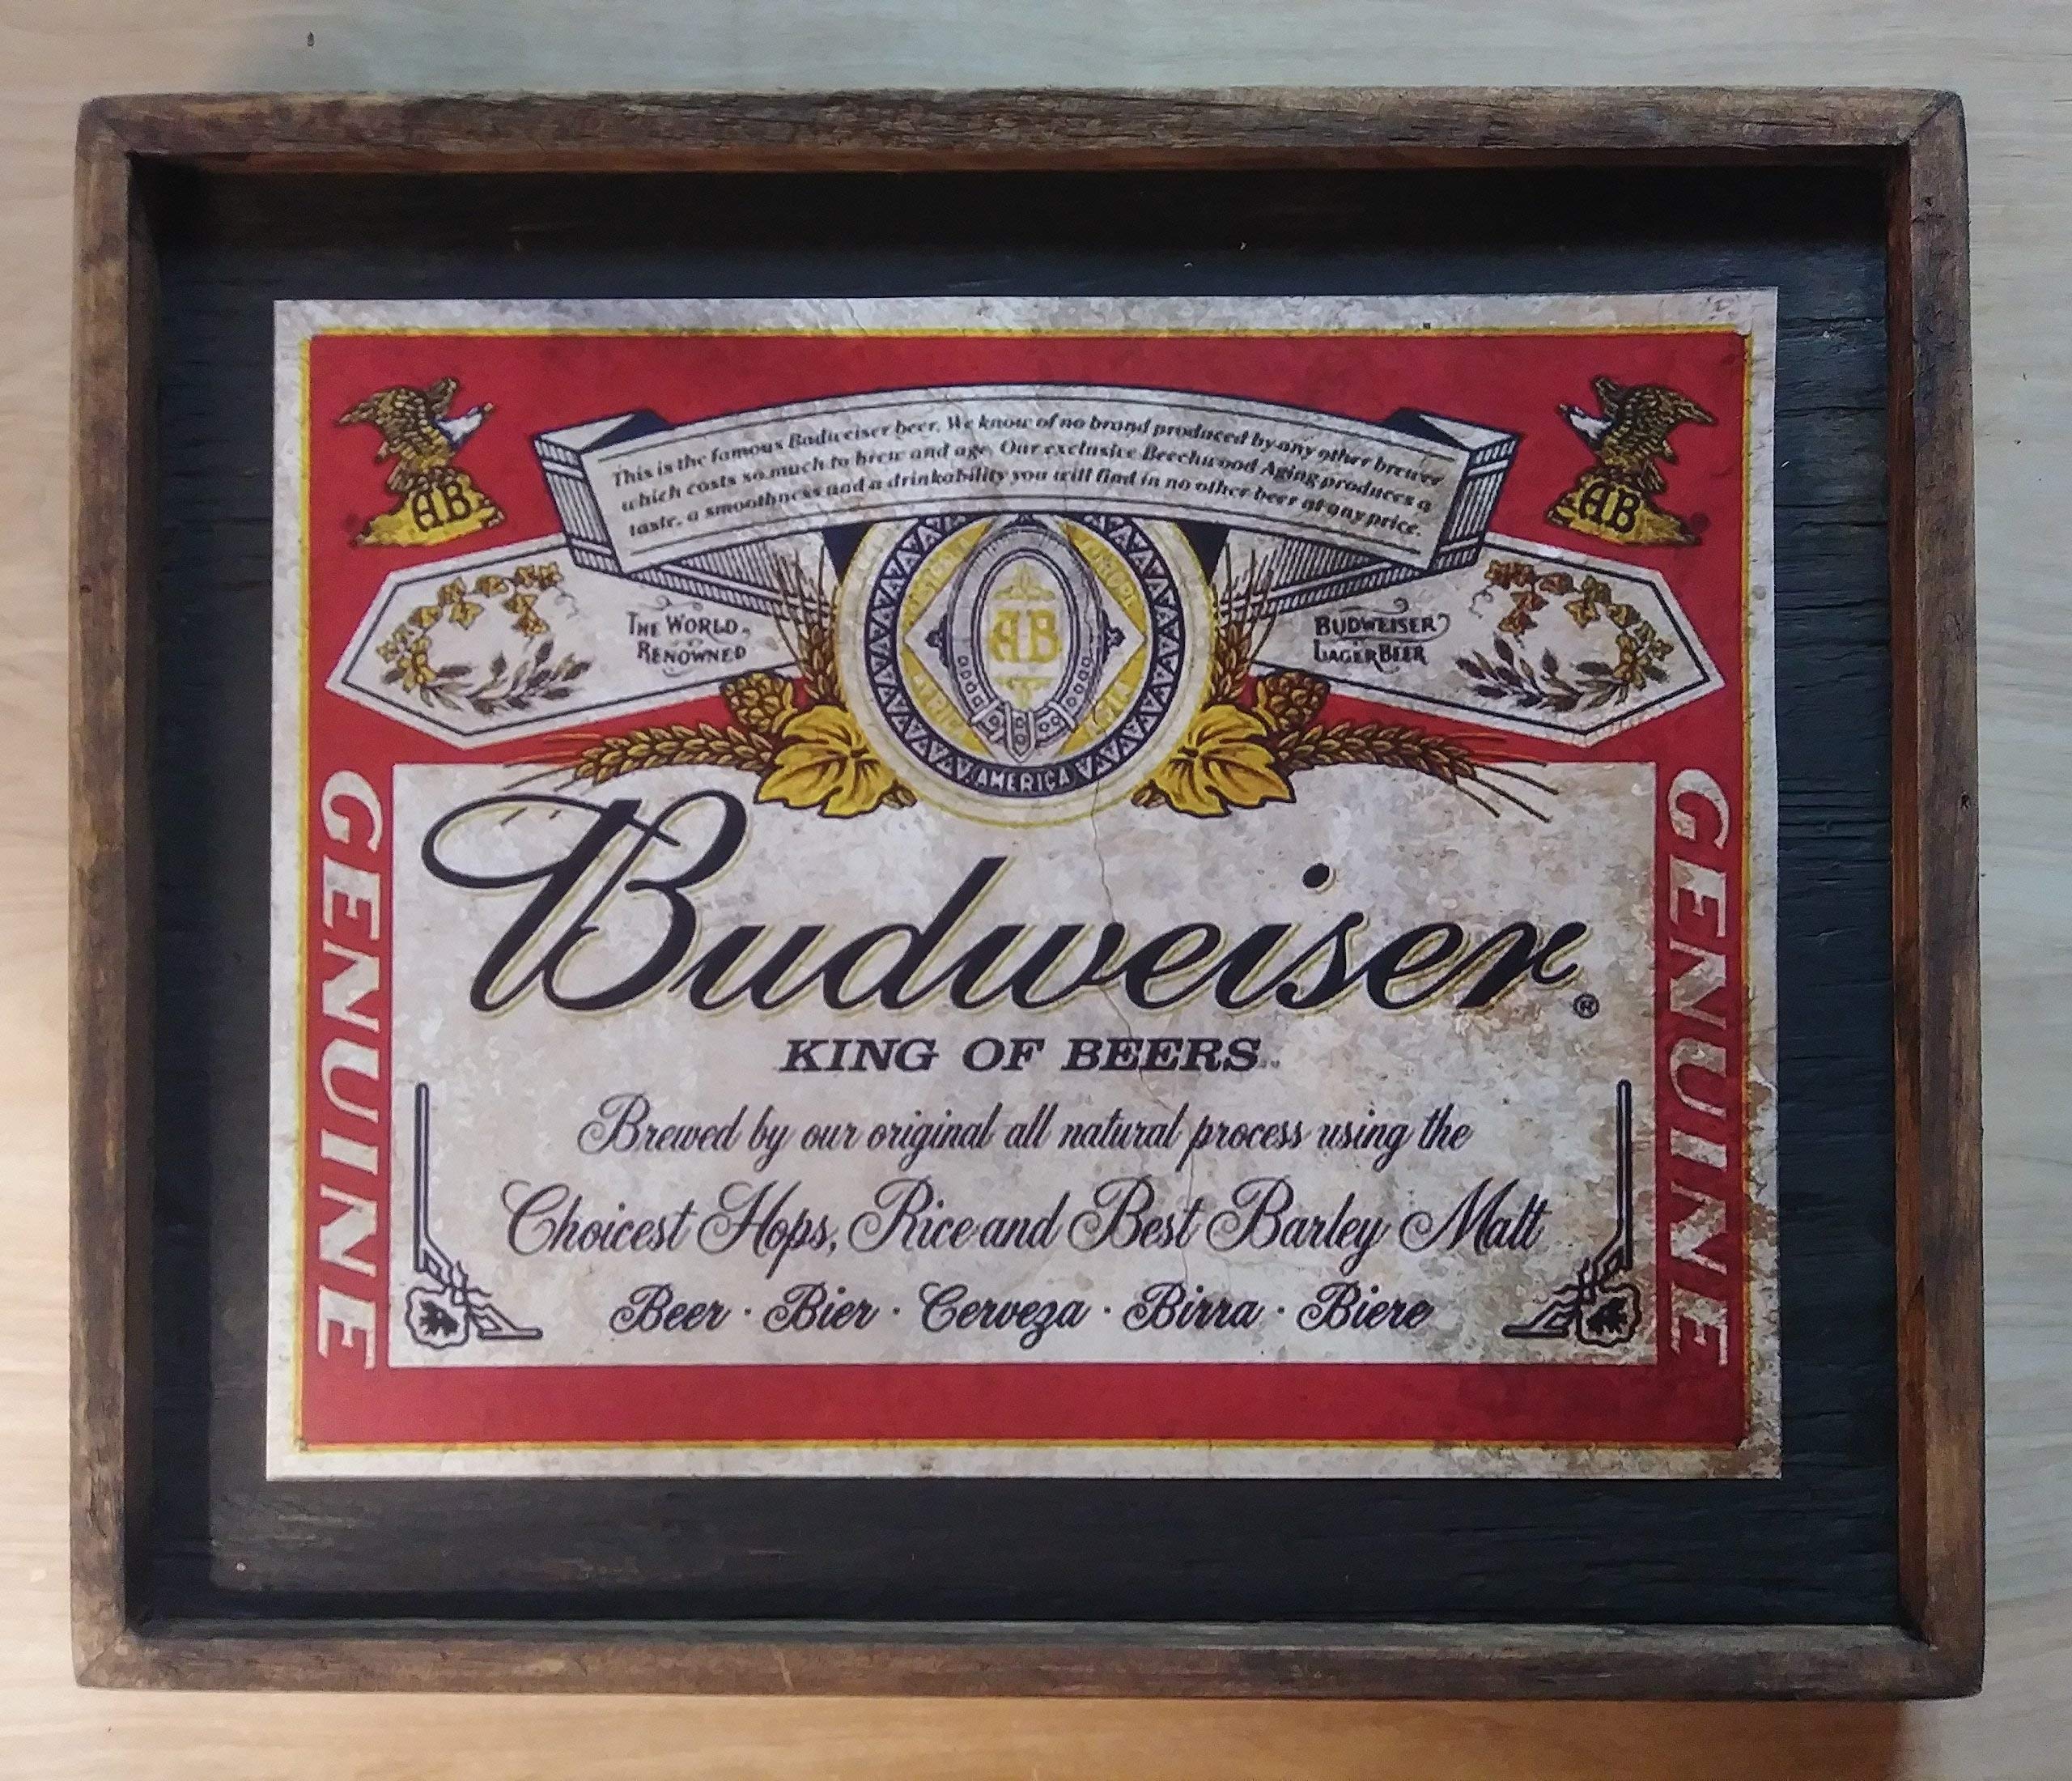 This is the famous Budweiser beer. We know of no brand produced by any other brewer
which costs so much to brew and age. Our exclusive Beechwood Aging produces a
taste, a smoothness and a drinkability you will find in no other beer at any price.
AB
AB
THE WORLD
RENOWNED
AB
AMERICA
BUDWEISER
LAGER BEER
GENUINE
GENUINE
Budweiser®
KING OF BEERS
Brewed by our original all natural process using the
Choicest Hops, Rice and Best Barley Malt
Beer · Bier · Cerveza · Birra · Biere